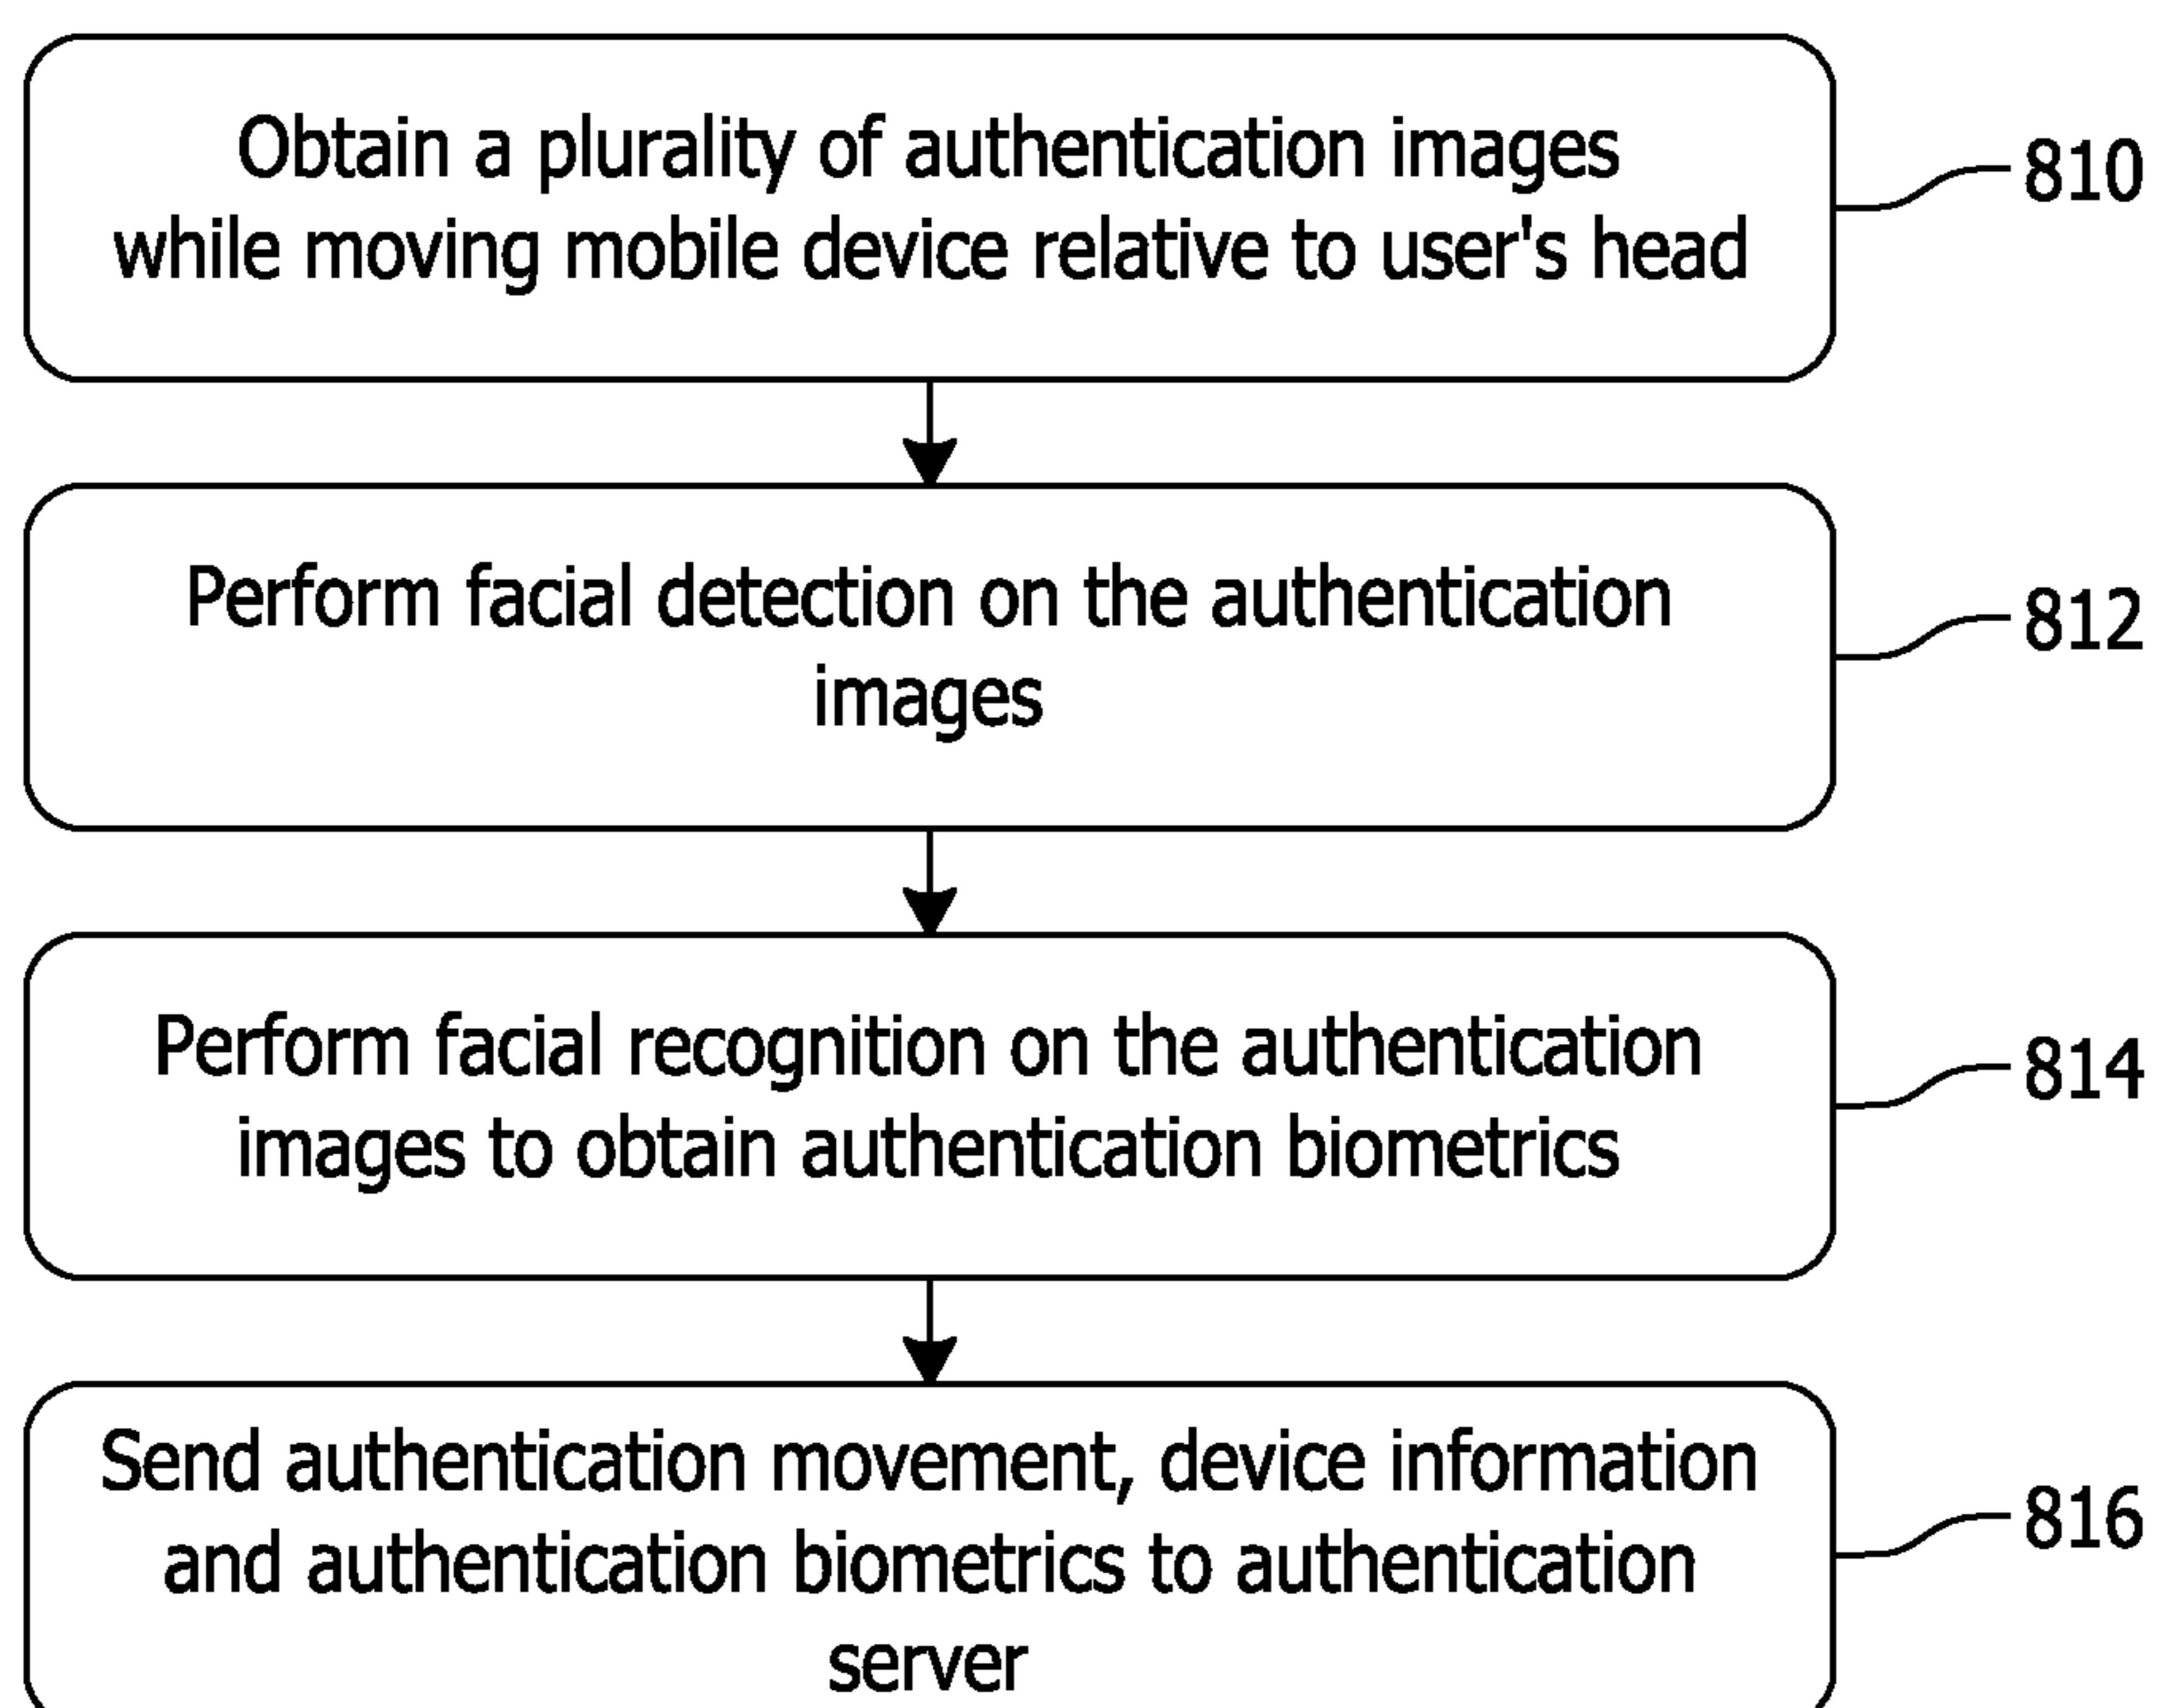 Obtain a plurality of authentication images
while moving mobile device relative to user's head
810
Perform facial detection on the authentication
images
812
Perform facial recognition on the authentication
images to obtain authentication biometrics
814
Send authentication movement, device information
and authentication biometrics to authentication
server
816